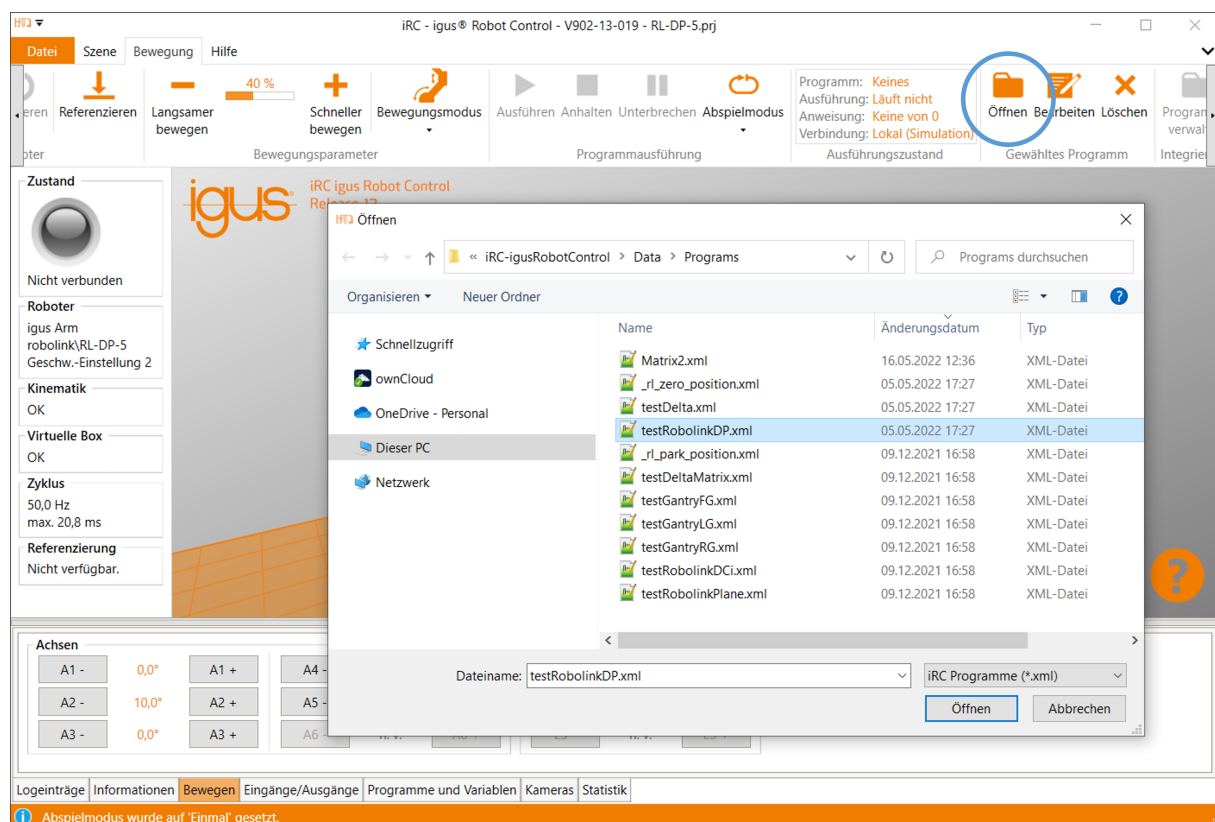 iRC - igus® Robot Control - V902-13-019 - RL-DP-5.prj
Datei Szene Bewegung Hilfe
40 %
Programm: Keines
Ausführung: Läuft nicht
Anweisung: Keine von 0
Verbindung: Lokal (Simulation)
Referenzieren Langsamer bewegen Schneller bewegen Bewegungsmodus Ausführen Anhalten Unterbrechen Abspielmodus Öffnen Bearbeiten Löschen
Bewegungsparameter Programmausführung Ausführungszustand Gewähltes Programm
Zustand
Nicht verbunden
Roboter
igus Arm
robolink\RL-DP-5
Geschw.-Einstellung 2
Kinematik
OK
Virtuelle Box
OK
Zyklus
50,0 Hz
max. 20,8 ms
Referenzierung
Nicht verfügbar.
igus
iRC igus Robot Control
Öffnen
« iRC-igusRobotControl > Data > Programs
Programs durchsuchen
Organisieren Neuer Ordner
Schnellzugriff
ownCloud
OneDrive - Personal
Dieser PC
Netzwerk
Name Änderungsdatum Typ
Matrix2.xml 16.05.2022 12:36 XML-Datei
_rl_zero_position.xml 05.05.2022 17:27 XML-Datei
testDelta.xml 05.05.2022 17:27 XML-Datei
testRobolinkDP.xml 05.05.2022 17:27 XML-Datei
_rl_park_position.xml 09.12.2021 16:58 XML-Datei
testDeltaMatrix.xml 09.12.2021 16:58 XML-Datei
testGantryFG.xml 09.12.2021 16:58 XML-Datei
testGantryLG.xml 09.12.2021 16:58 XML-Datei
testGantryRG.xml 09.12.2021 16:58 XML-Datei
testRobolinkDCi.xml 09.12.2021 16:58 XML-Datei
testRobolinkPlane.xml 09.12.2021 16:58 XML-Datei
Dateiname: testRobolinkDP.xml iRC Programme (*.xml)
Öffnen Abbrechen
Achsen
A1 - 0,0° A1 + A4 -
A2 - 10,0° A2 + A5 -
A3 - 0,0° A3 + A6 -
Logeinträge Informationen Bewegen Eingänge/Ausgänge Programme und Variablen Kameras Statistik
Abspielmodus wurde auf 'Einmal' gesetzt.